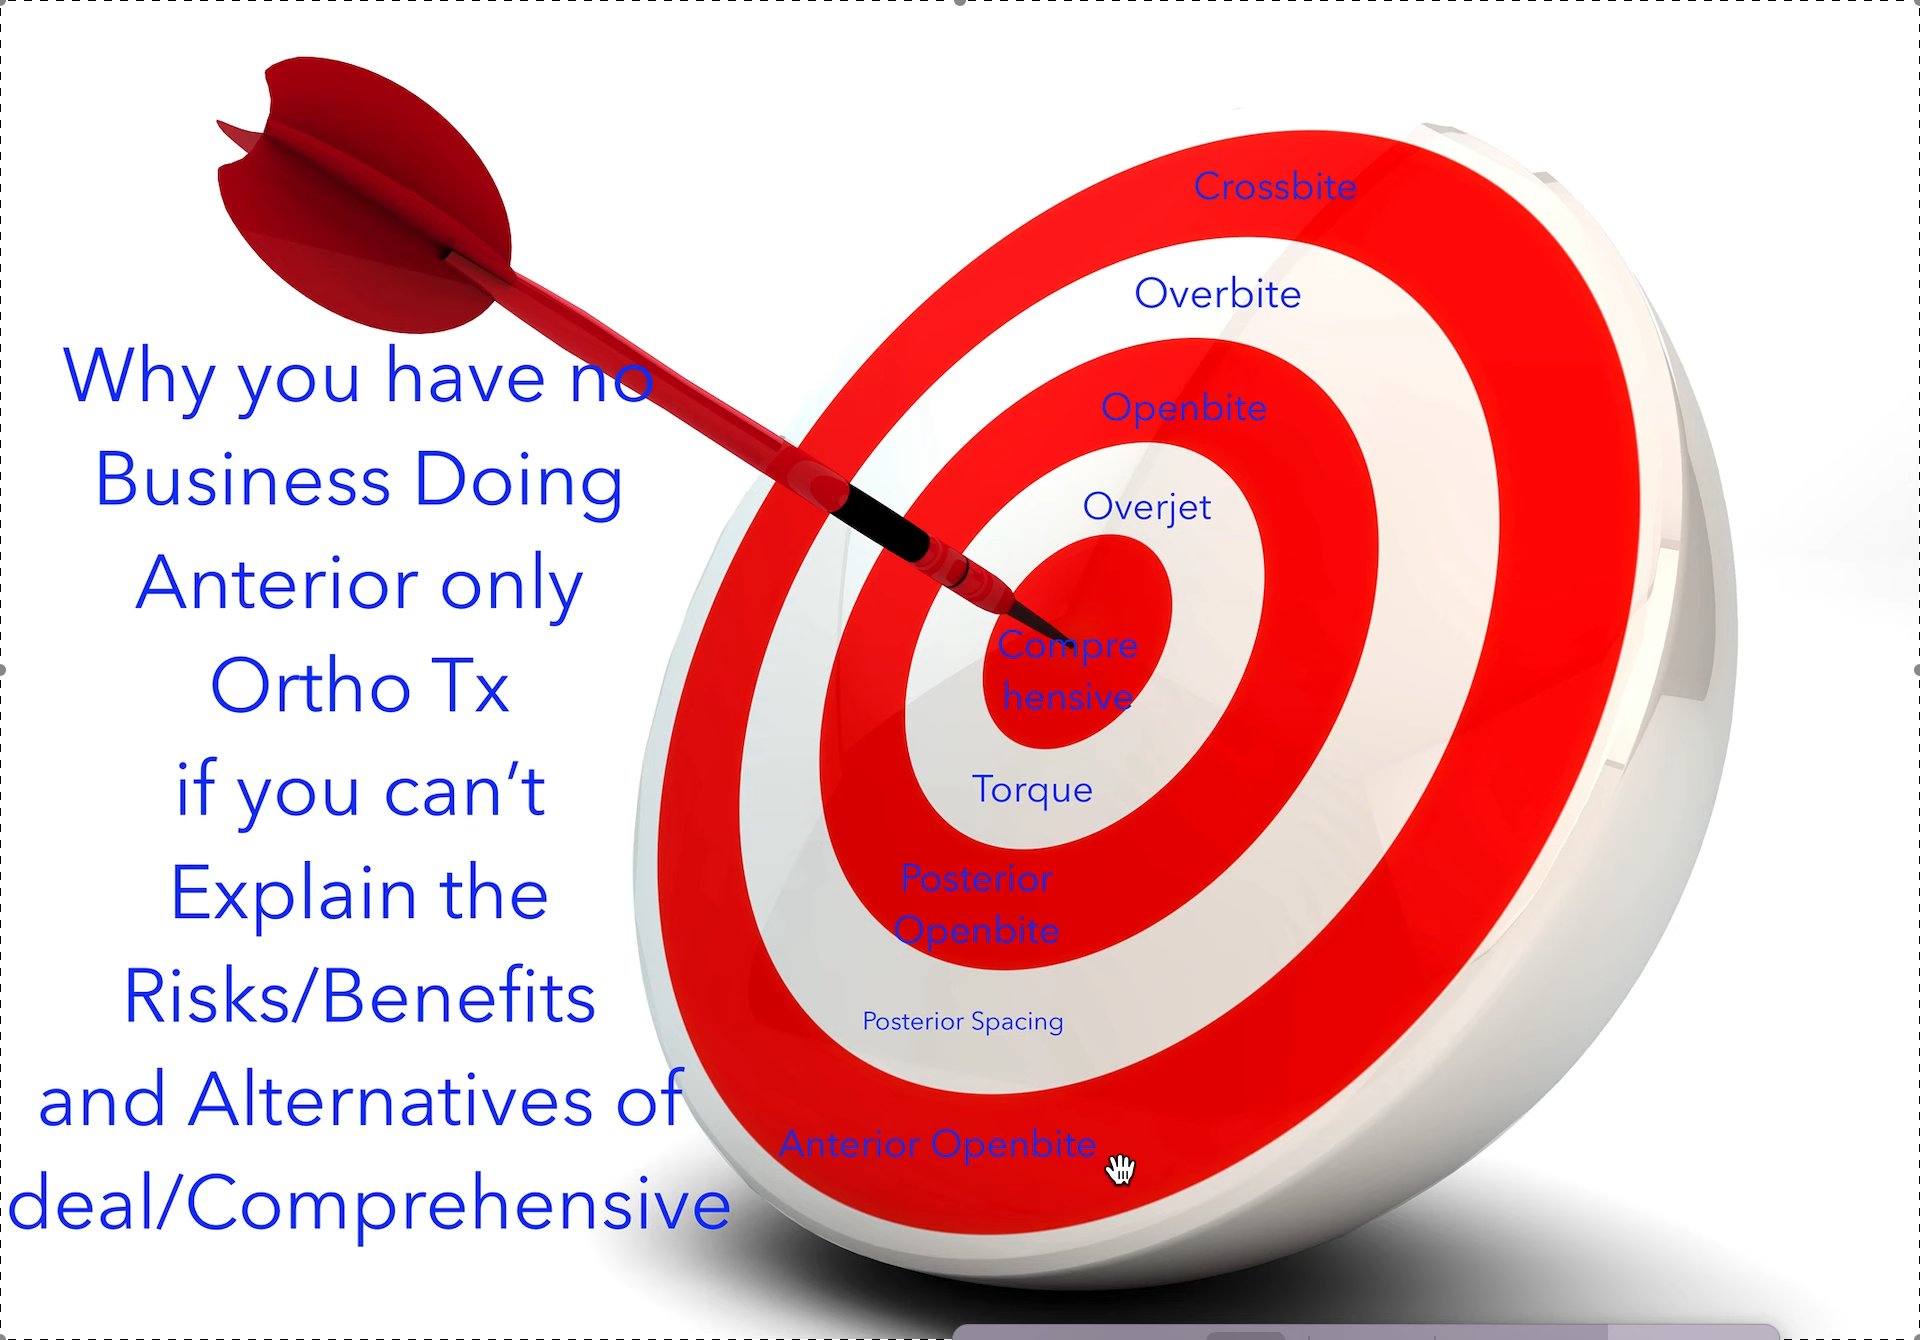 Why you have no
Business Doing
Anterior only
Ortho Tx
if you can’t
Explain the
Risks/Benefits
and Alternatives of
deal/Comprehensive
Crossbite
Overbite
Openbite
Overjet
Compre
hensive
Torque
Posterior
Openbite
Posterior Spacing
Anterior Openbite